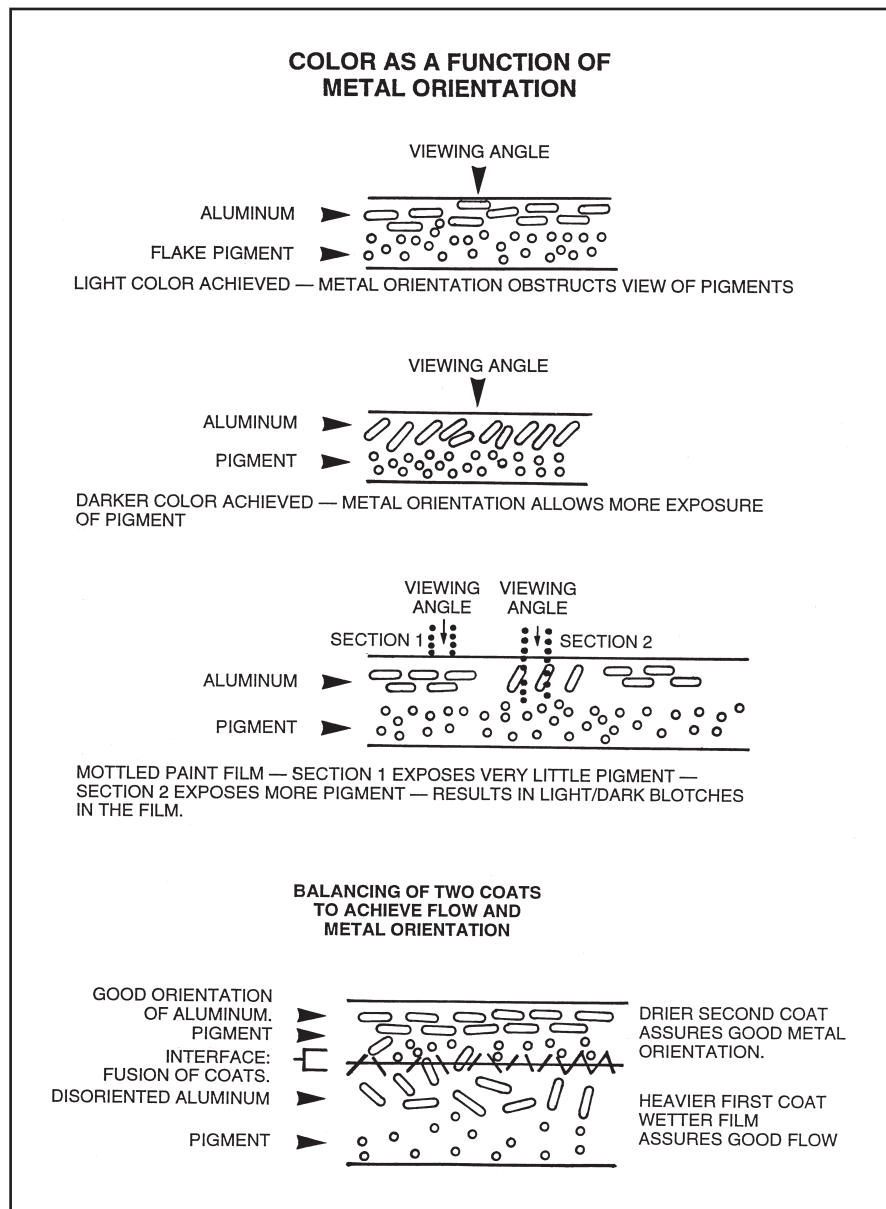 COLOR AS A FUNCTION OF
METAL ORIENTATION
VIEWING ANGLE
ALUMINUM
FLAKE PIGMENT
LIGHT COLOR ACHIEVED — METAL ORIENTATION OBSTRUCTS VIEW OF PIGMENTS
VIEWING ANGLE
ALUMINUM
PIGMENT
DARKER COLOR ACHIEVED — METAL ORIENTATION ALLOWS MORE EXPOSURE
OF PIGMENT
VIEWING
ANGLE
VIEWING
ANGLE
SECTION 1
SECTION 2
ALUMINUM
PIGMENT
MOTTLED PAINT FILM — SECTION 1 EXPOSES VERY LITTLE PIGMENT —
SECTION 2 EXPOSES MORE PIGMENT — RESULTS IN LIGHT/DARK BLOTCHES
IN THE FILM.
BALANCING OF TWO COATS
TO ACHIEVE FLOW AND
METAL ORIENTATION
GOOD ORIENTATION
OF ALUMINUM.
PIGMENT
INTERFACE:
FUSION OF COATS.
DISORIENTED ALUMINUM
PIGMENT
DRIER SECOND COAT
ASSURES GOOD METAL
ORIENTATION.
HEAVIER FIRST COAT
WETTER FILM
ASSURES GOOD FLOW